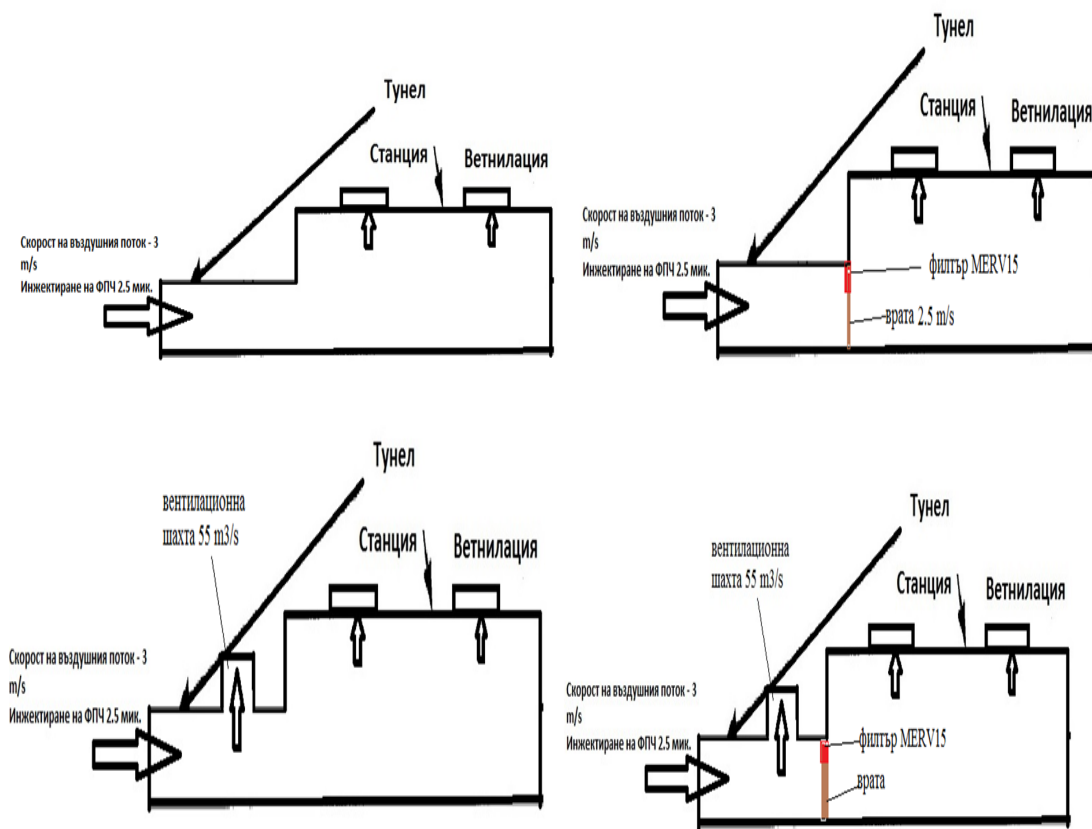 Тунел
Станция
Ветнилация
Скорост на въздушния поток - 3
m/s
Инжектиране на ФПЧ 2.5 мик.
Тунел
Станция
Ветнилация
Скорост на въздушния поток - 3
m/s
Инжектиране на ФПЧ 2.5 мик.
филтър MERV15
врата 2.5 m/s
Тунел
вентилационна
шахта 55 m3/s
Станция
Ветнилация
Скорост на въздушния поток - 3
m/s
Инжектиране на ФПЧ 2.5 мик.
Тунел
вентилационна
шахта 55 m3/s
Станция
Ветнилация
Скорост на въздушния поток - 3
m/s
Инжектиране на ФПЧ 2.5 мик.
филтър MERV15
врата